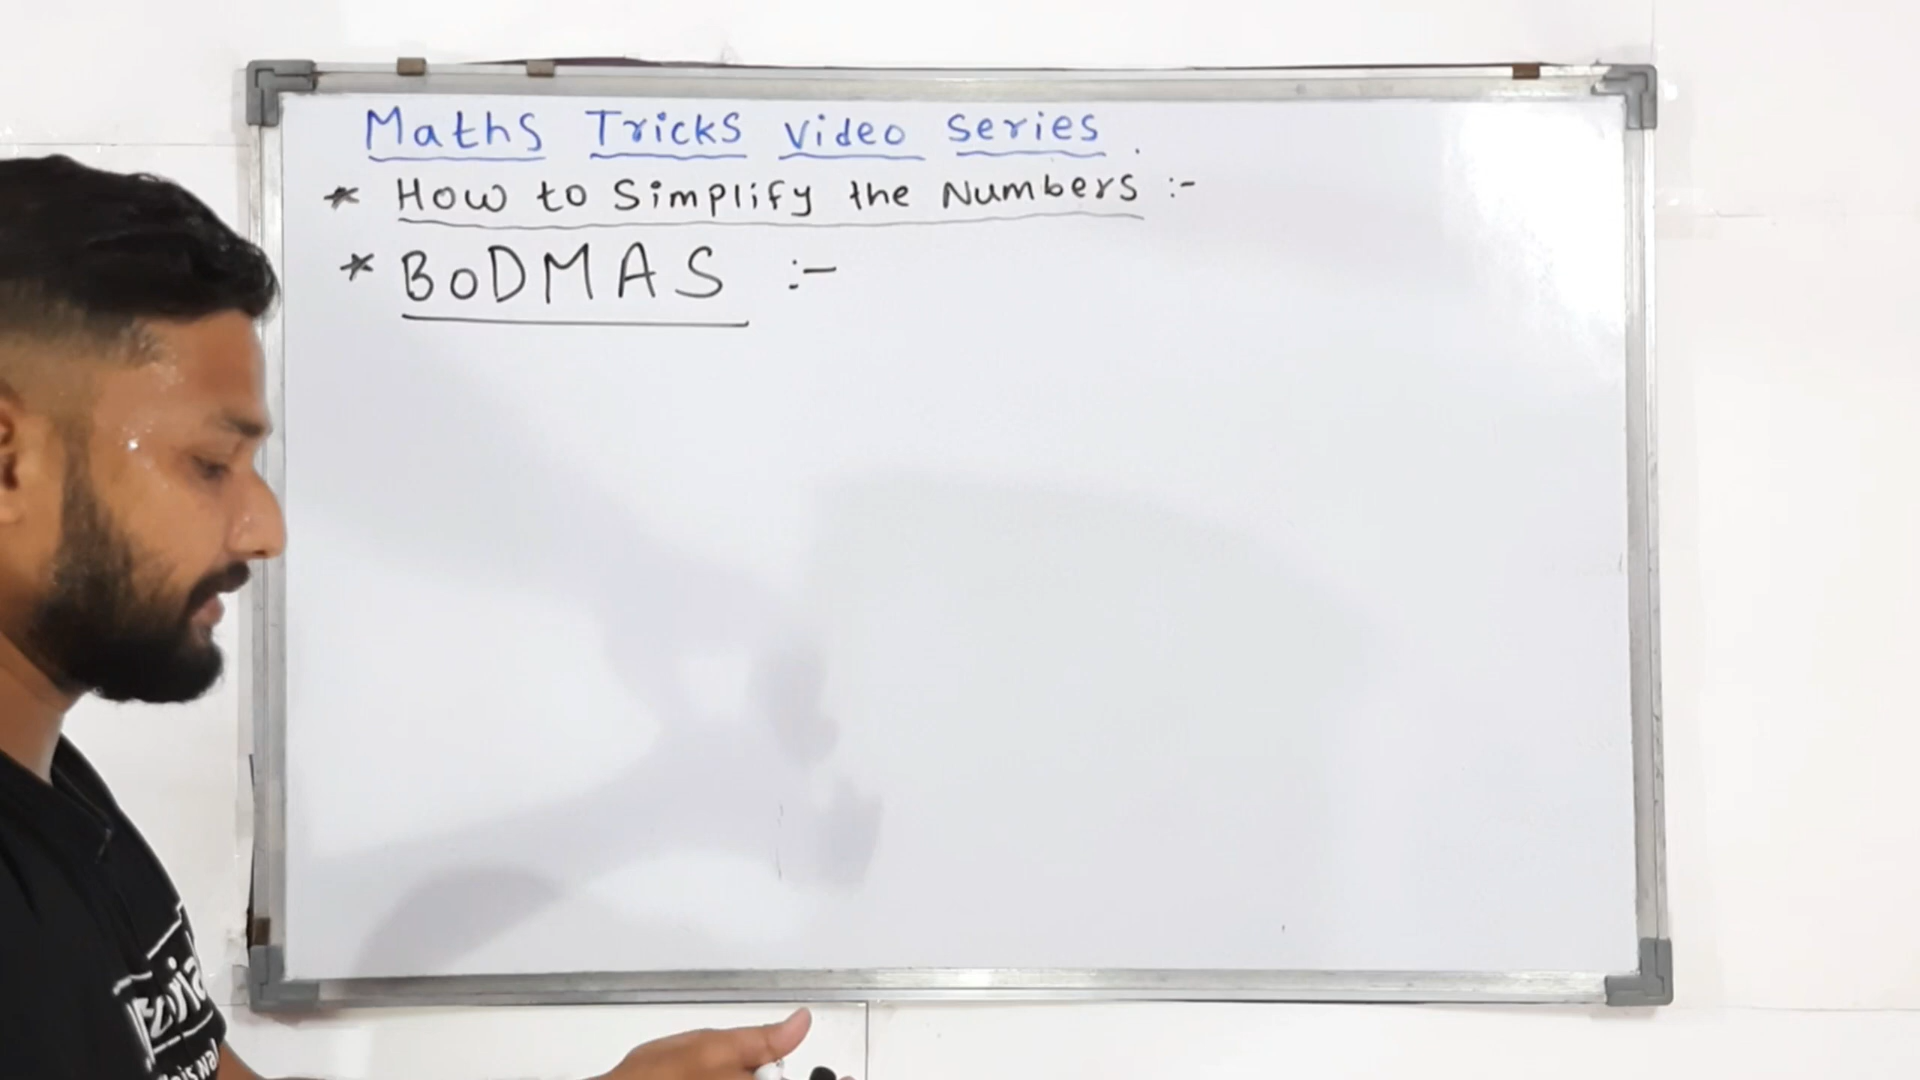 Maths Tricks video series.
* How to Simplify the Numbers :-
* BODMAS :-